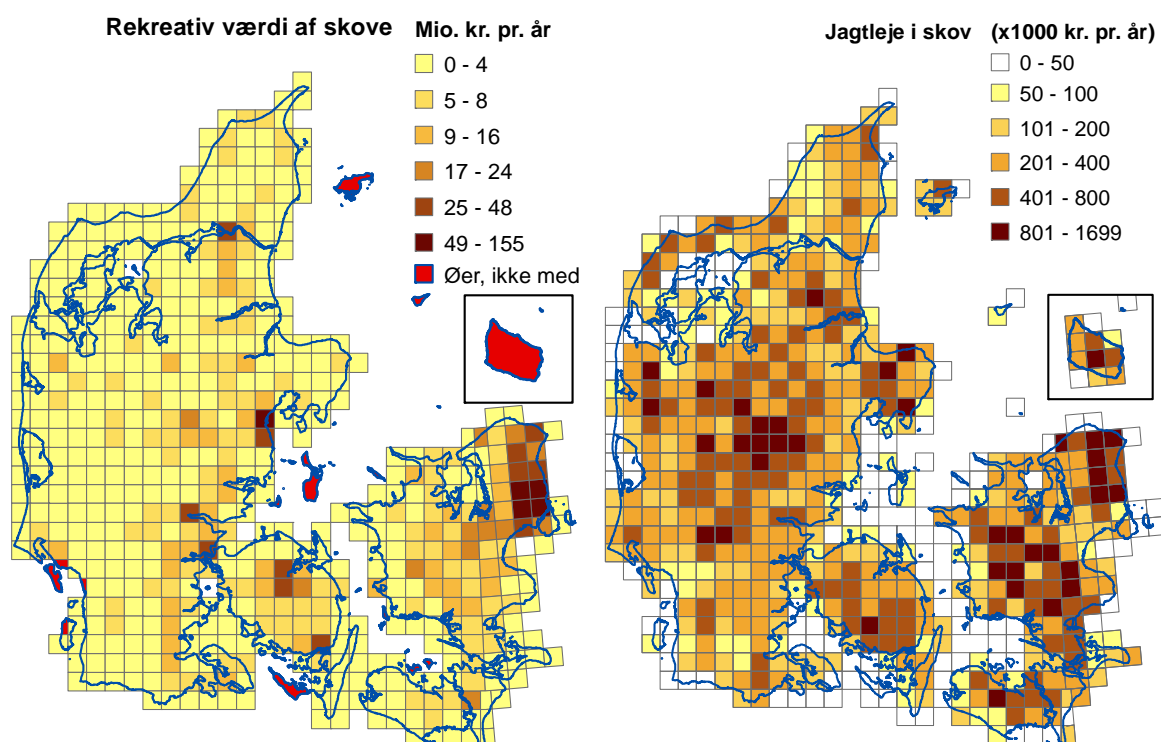 Rekreativ værdi af skove
Mio. kr. pr. år
0 - 4
5 - 8
9 - 16
17 - 24
25 - 48
49 - 155
Øer, ikke med
Jagtleje i skov (x1000 kr. pr. år)
0 - 50
50 - 100
101 - 200
201 - 400
401 - 800
801 - 1699